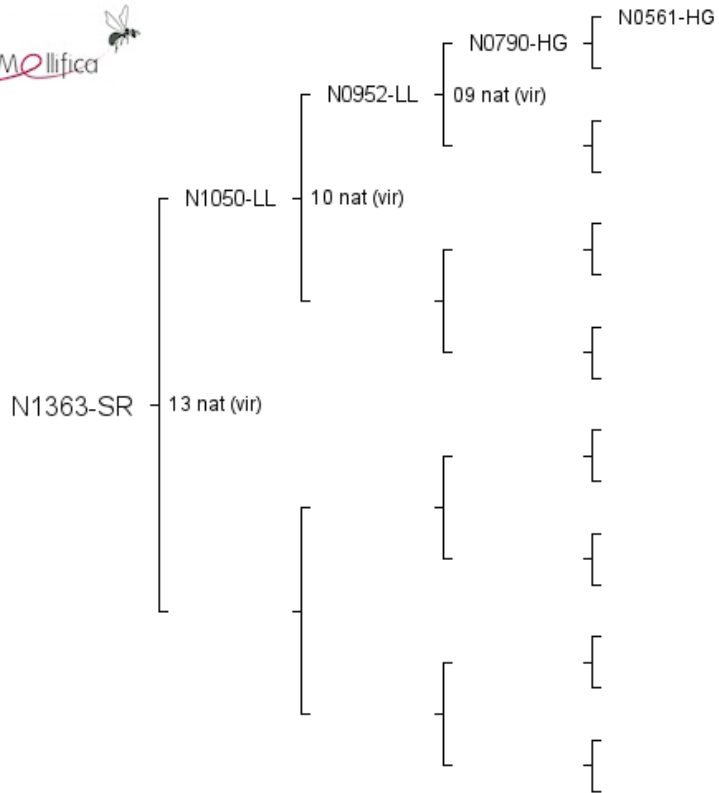 Mellifica
N0561-HG
N0790-HG
N0952-LL
09 nat (vir)
N1050-LL
10 nat (vir)
N1363-SR
13 nat (vir)